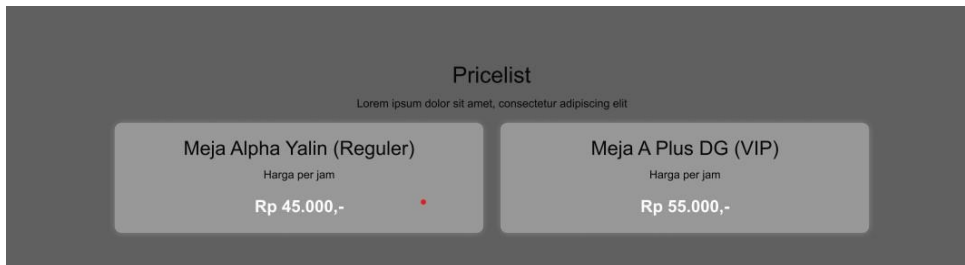 Pricelist
Lorem ipsum dolor sit amet, consectetur adipiscing elit
Meja Alpha Yalin (Reguler)
Harga per jam
Rp 45.000,-
Meja A Plus DG (VIP)
Harga per jam
Rp 55.000,-